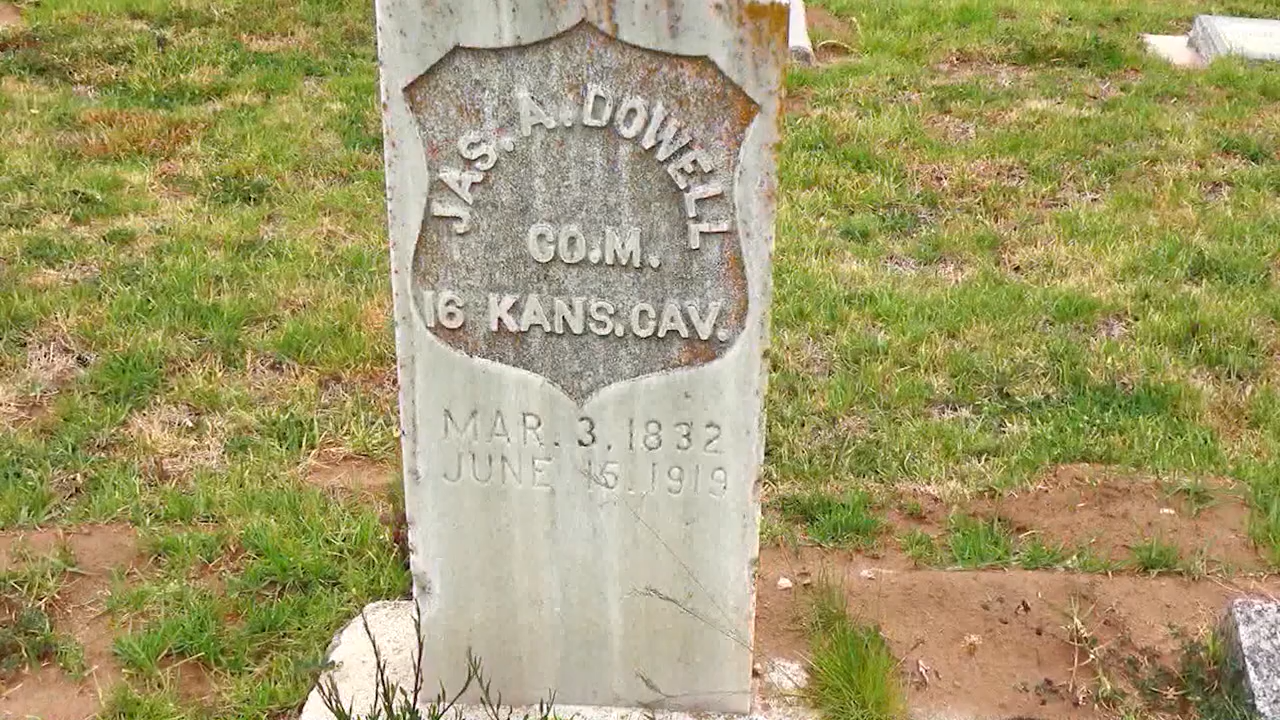 JAS. A. DOWELL
CO. M.
16 KANS. CAV.
MAR. 3, 1832
JUNE 15, 1919